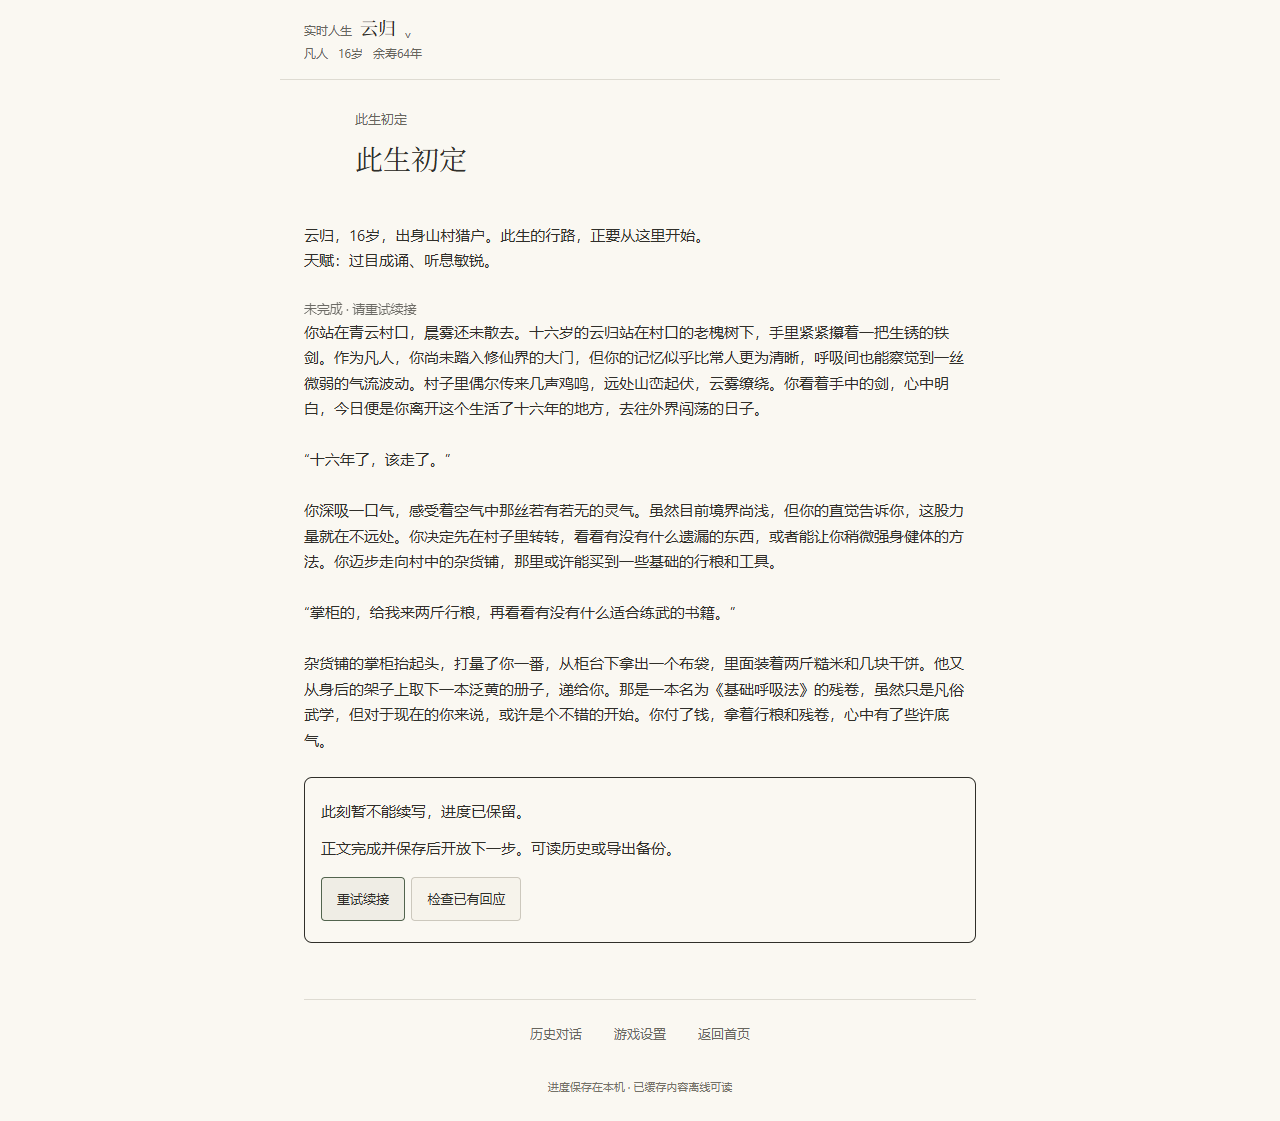 实时人生 云归 ˅
凡人 16岁 余寿64年
此生初定
此生初定
云归，16岁，出身山村猎户。此生的行路，正要从这里开始。
天赋：过目成诵、听息敏锐。
未完成 · 请重试续接
你站在青云村口，晨雾还未散去。十六岁的云归站在村口的老槐树下，手里紧紧攥着一把生锈的铁
剑。作为凡人，你尚未踏入修仙界的大门，但你的记忆似乎比常人更为清晰，呼吸间也能察觉到一丝
微弱的气流波动。村子里偶尔传来几声鸡鸣，远处山峦起伏，云雾缭绕。你看着手中的剑，心中明
白，今日便是你离开这个生活了十六年的地方，去往外界闯荡的日子。
“十六年了，该走了。”
你深吸一口气，感受着空气中那丝若有若无的灵气。虽然目前境界尚浅，但你的直觉告诉你，这股力
量就在不远处。你决定先在村子里转转，看看有没有什么遗漏的东西，或者能让你稍微强身健体的方
法。你迈步走向村中的杂货铺，那里或许能买到一些基础的行粮和工具。
“掌柜的，给我来两斤行粮，再看看有没有什么适合练武的书籍。”
杂货铺的掌柜抬起头，打量了你一番，从柜台下拿出一个布袋，里面装着两斤糙米和几块干饼。他又
从身后的架子上取下一本泛黄的册子，递给你。那是一本名为《基础呼吸法》的残卷，虽然只是凡俗
武学，但对于现在的你来说，或许是个不错的开始。你付了钱，拿着行粮和残卷，心中有了些许底
气。
此刻暂不能续写，进度已保留。
正文完成并保存后开放下一步。可读历史或导出备份。
重试续接 检查已有回应
历史对话 游戏设置 返回首页
进度保存在本机 · 已缓存内容离线可读